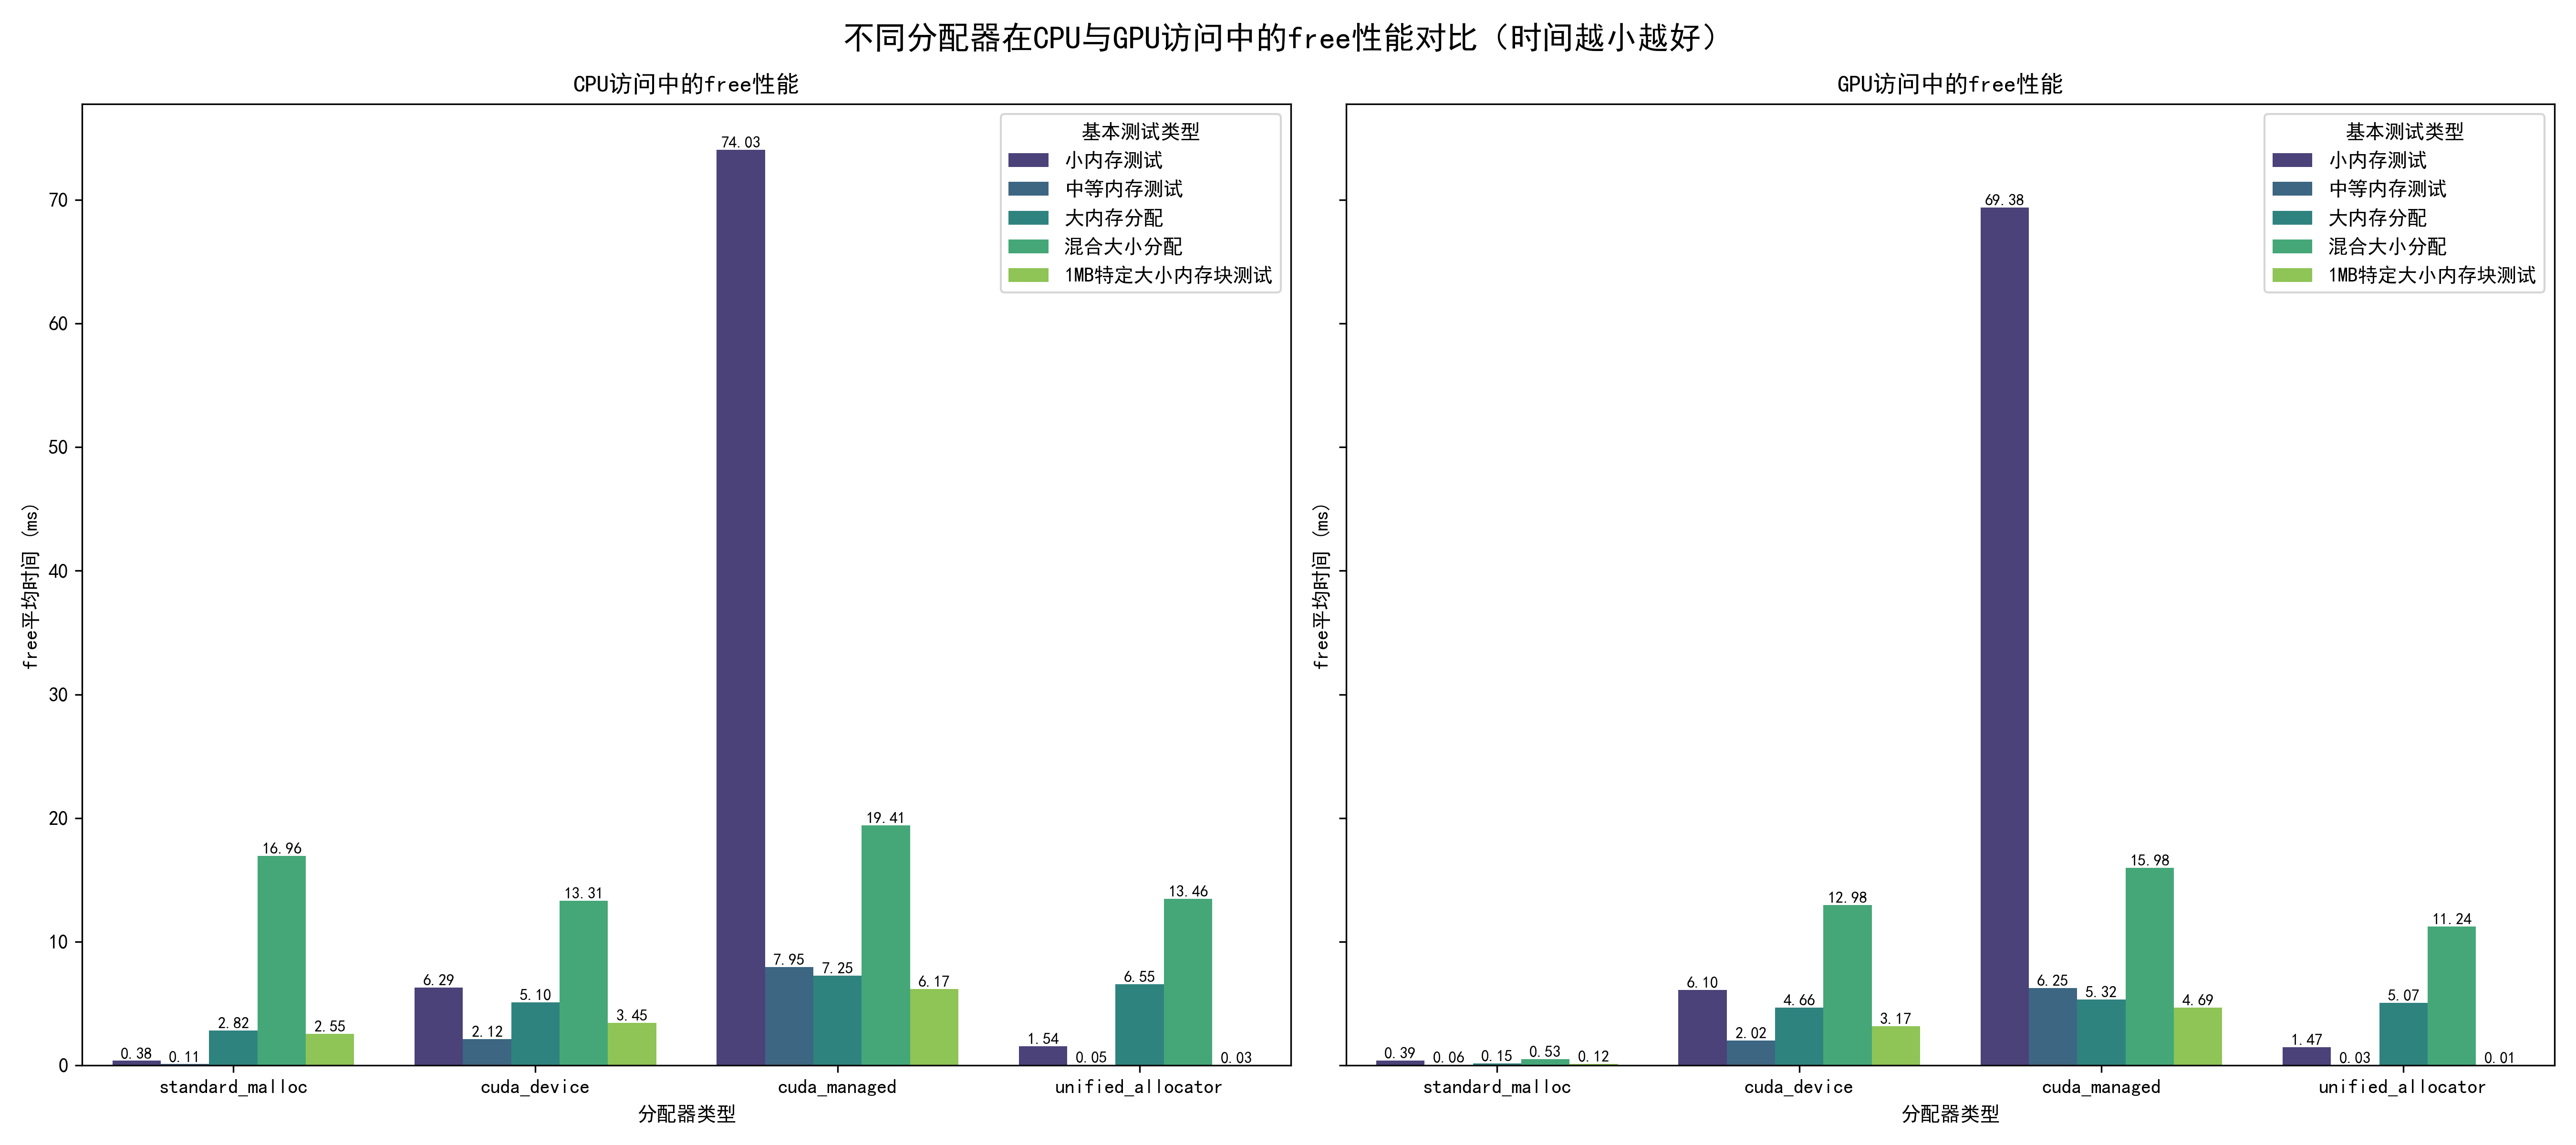 不同分配器在CPU与GPU访问中的free性能对比（时间越小越好）
CPU访问中的free性能
free平均时间 (ms)
70
60
50
40
30
20
10
0
基本测试类型
小内存测试
中等内存测试
大内存分配
混合大小分配
1MB特定大小内存块测试
0.38
0.11
2.82
16.96
2.55
6.29
2.12
5.10
13.31
3.45
74.03
7.95
7.25
19.41
6.17
1.54
0.05
6.55
13.46
0.03
standard_malloc
cuda_device
cuda_managed
unified_allocator
分配器类型
GPU访问中的free性能
free平均时间 (ms)
基本测试类型
小内存测试
中等内存测试
大内存分配
混合大小分配
1MB特定大小内存块测试
0.39
0.06
0.15
0.53
0.12
6.10
2.02
4.66
12.98
3.17
69.38
6.25
5.32
15.98
4.69
1.47
0.03
5.07
11.24
0.01
standard_malloc
cuda_device
cuda_managed
unified_allocator
分配器类型